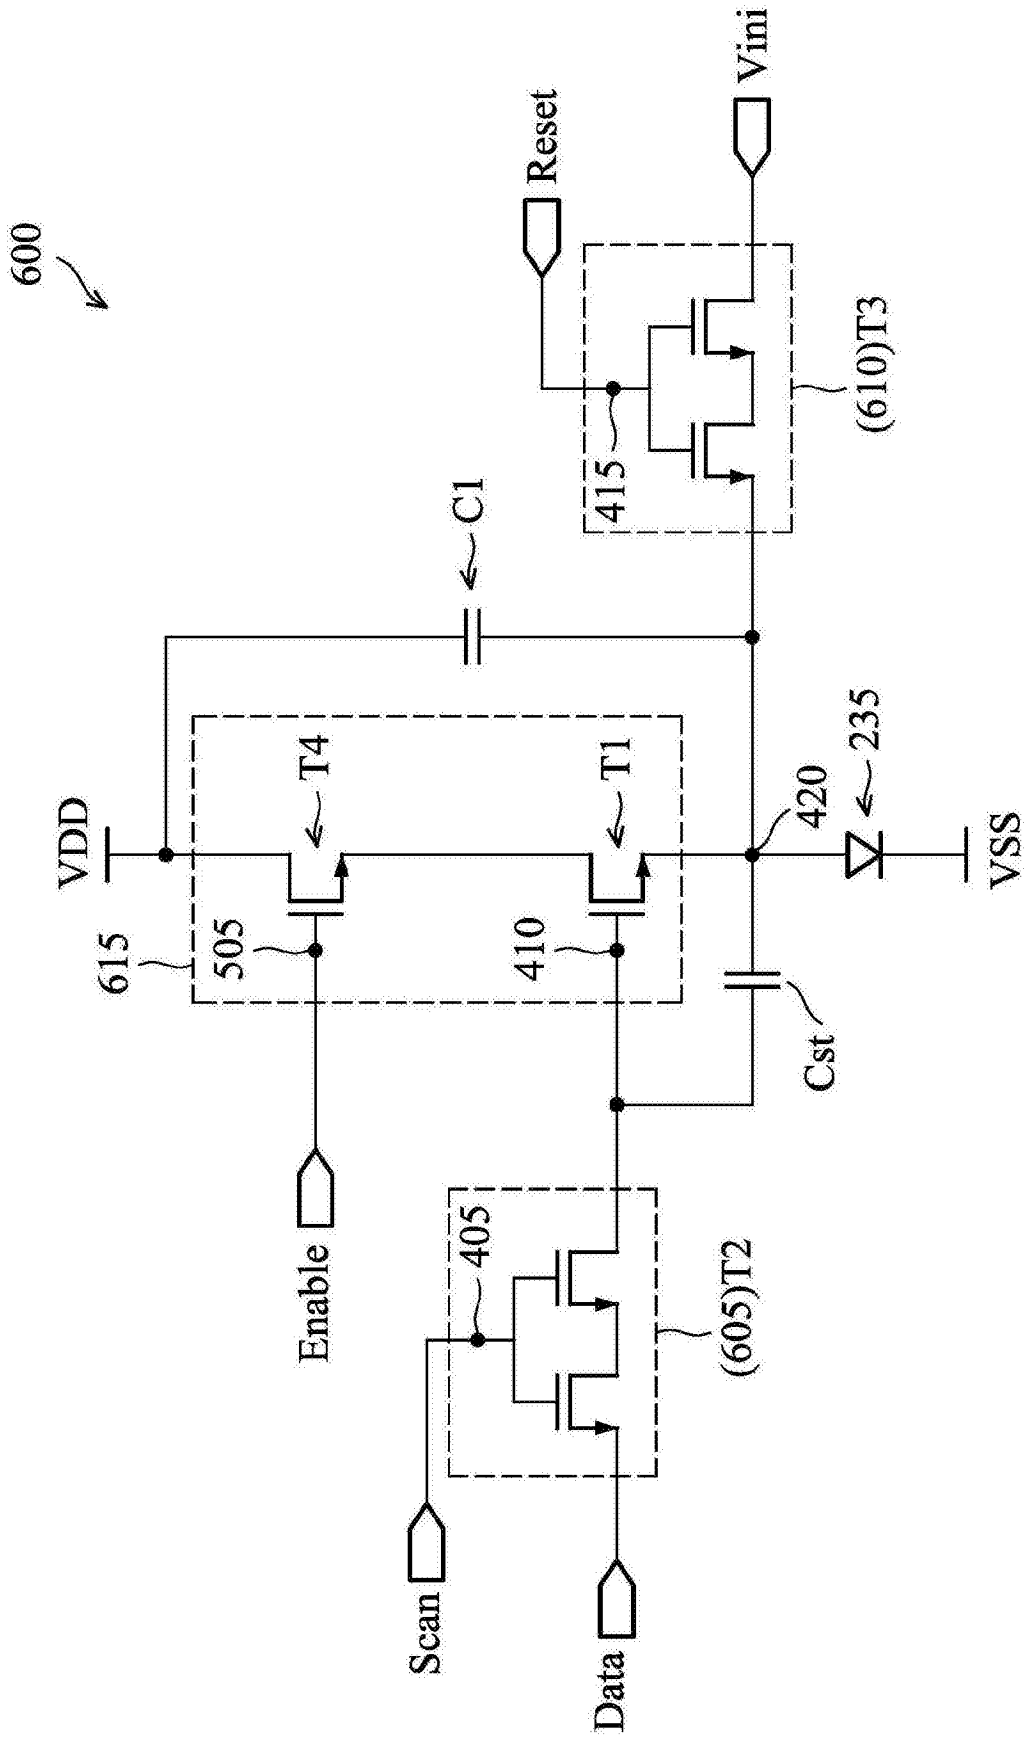 600
VDD
615
T4
505
Enable
C1
Reset
Vini
415
(610)T3
T1
410
Scan
405
Data
(605)T2
Cst
420
235
VSS